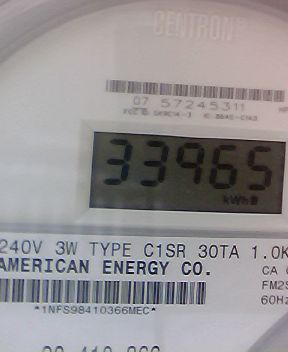 CENTRON®
07 57245311
33965
kWh
240V 3W TYPE C1SR 30TA 1.0K
AMERICAN ENERGY CO.
CA
FM2S
60Hz
*1NFS98410366MEC*